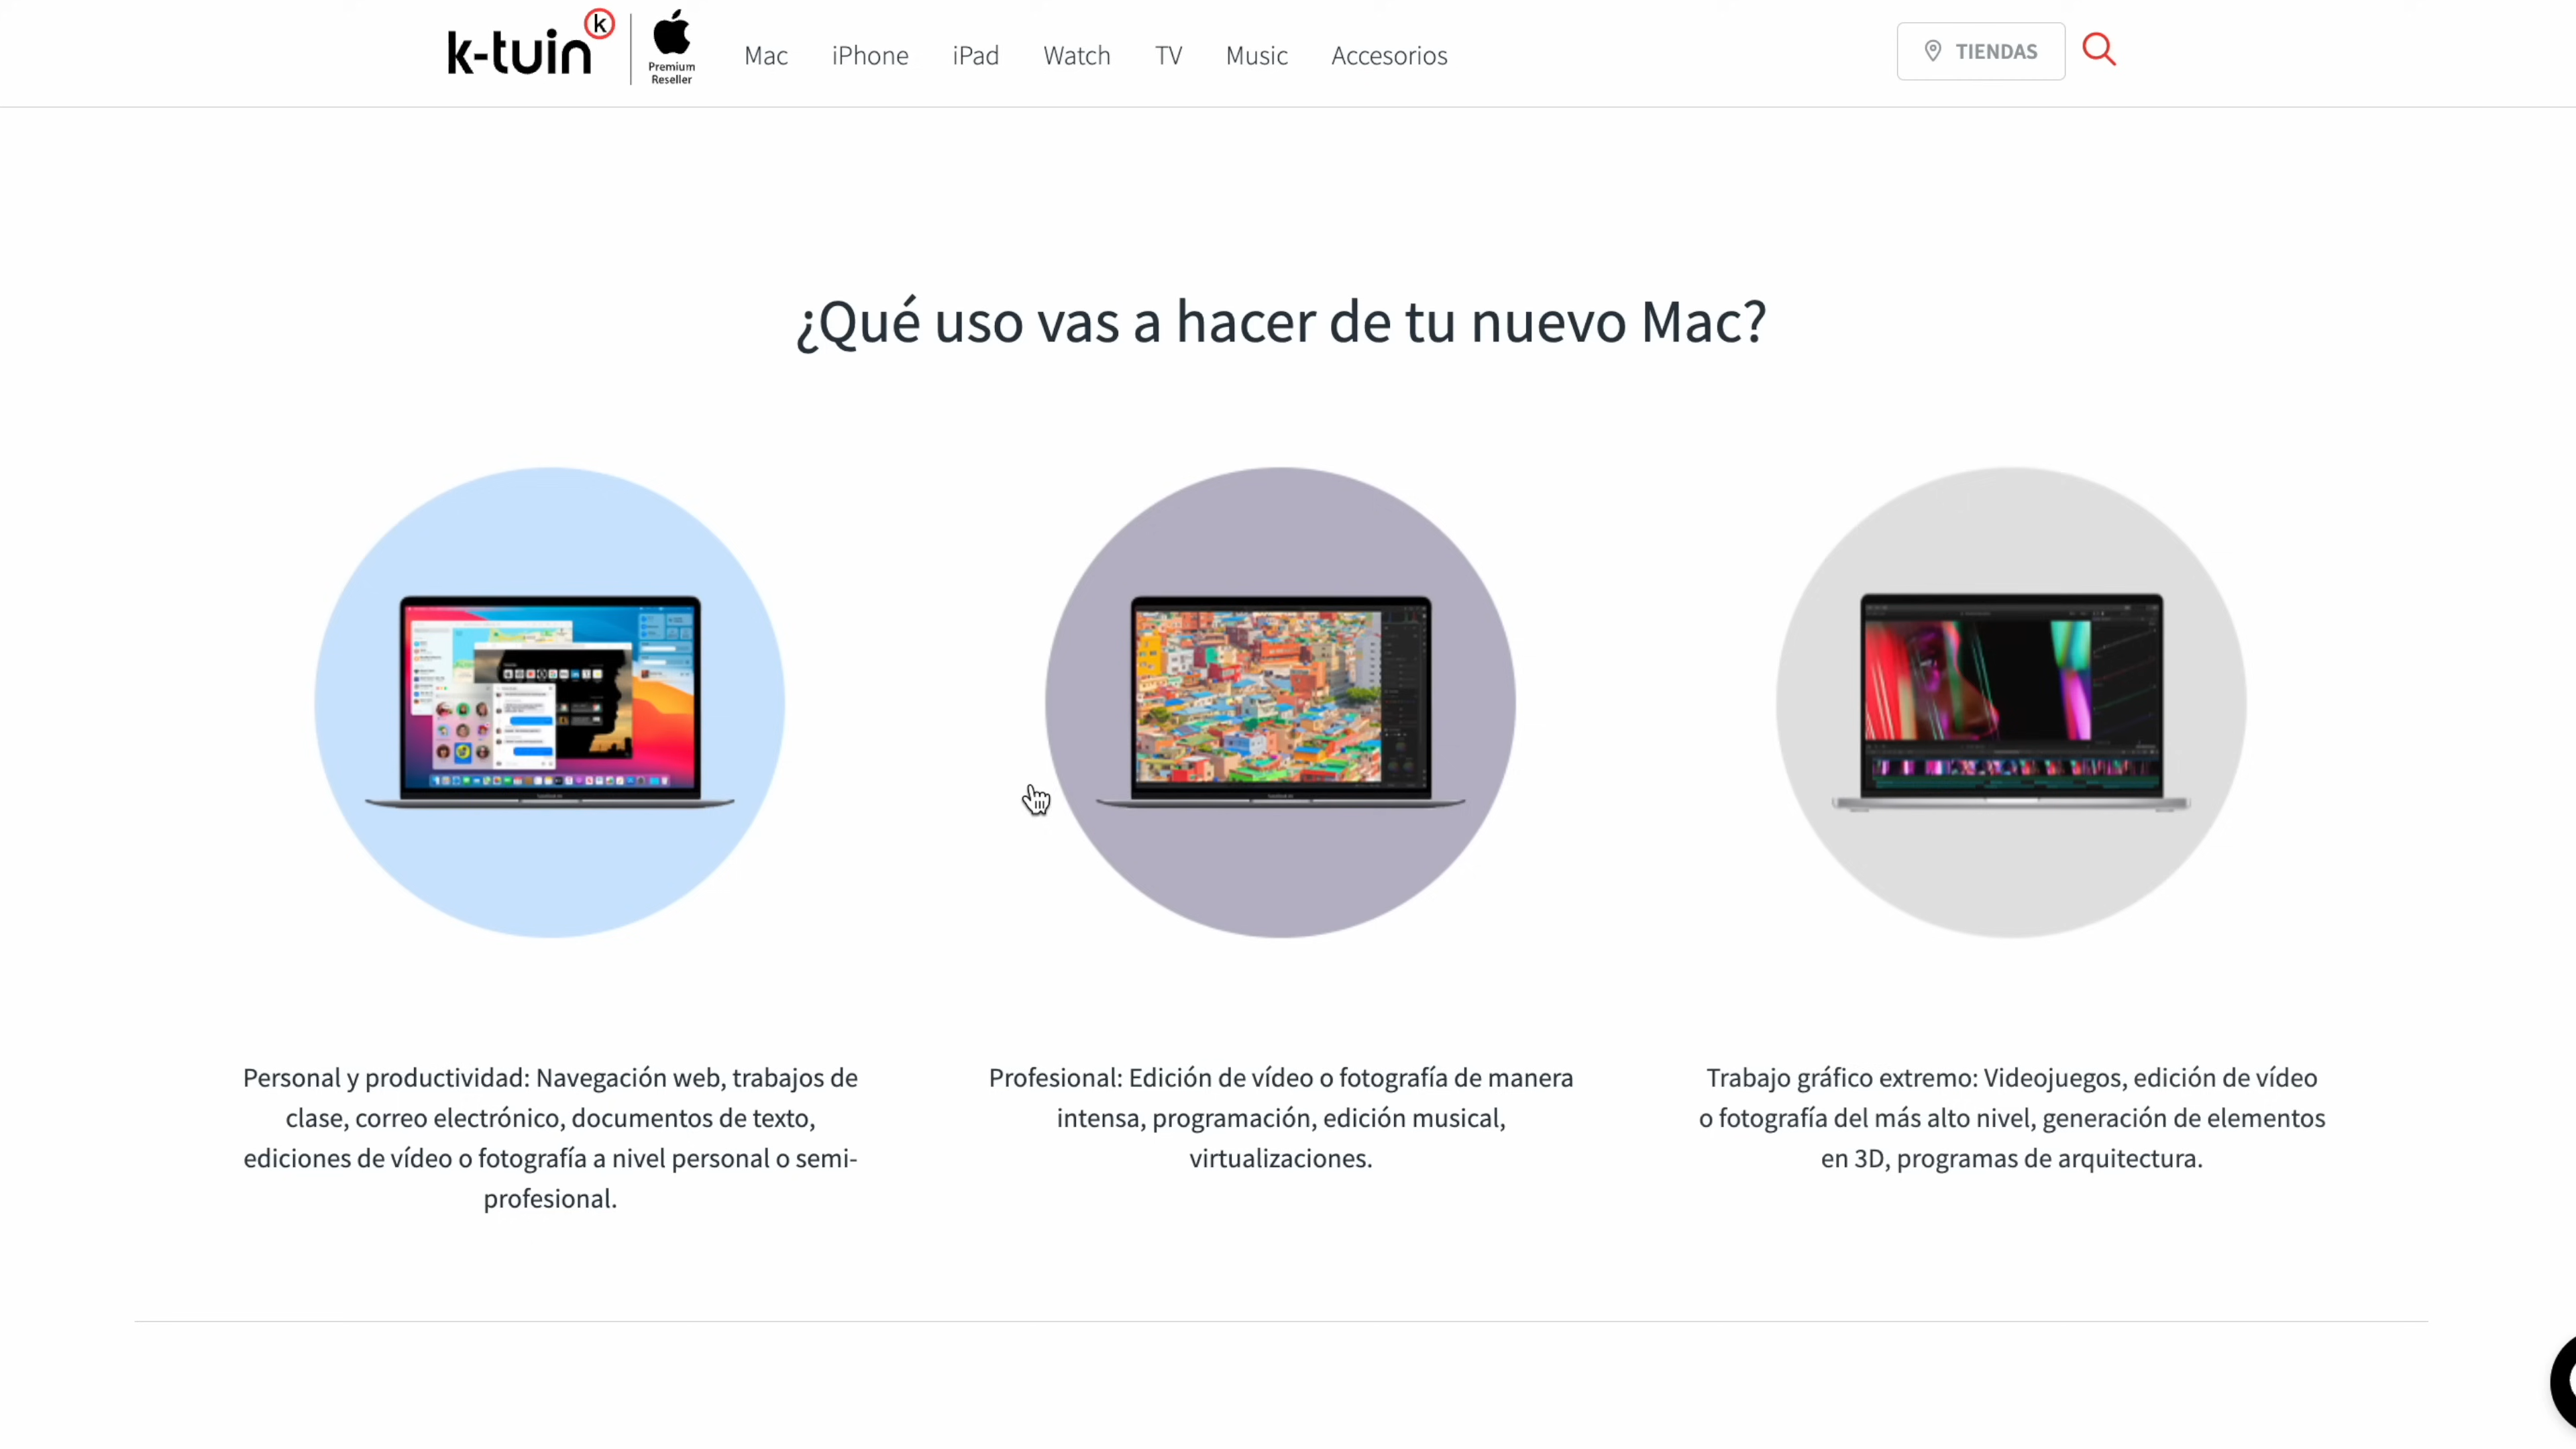 k-tuin k
Premium
Reseller
Mac
iPhone
iPad
Watch
TV
Music
Accesorios
TIENDAS
¿Qué uso vas a hacer de tu nuevo Mac?
Personal y productividad: Navegación web, trabajos de
clase, correo electrónico, documentos de texto,
ediciones de vídeo o fotografía a nivel personal o semi-
profesional.
Profesional: Edición de vídeo o fotografía de manera
intensa, programación, edición musical,
virtualizaciones.
Trabajo gráfico extremo: Videojuegos, edición de vídeo
o fotografía del más alto nivel, generación de elementos
en 3D, programas de arquitectura.